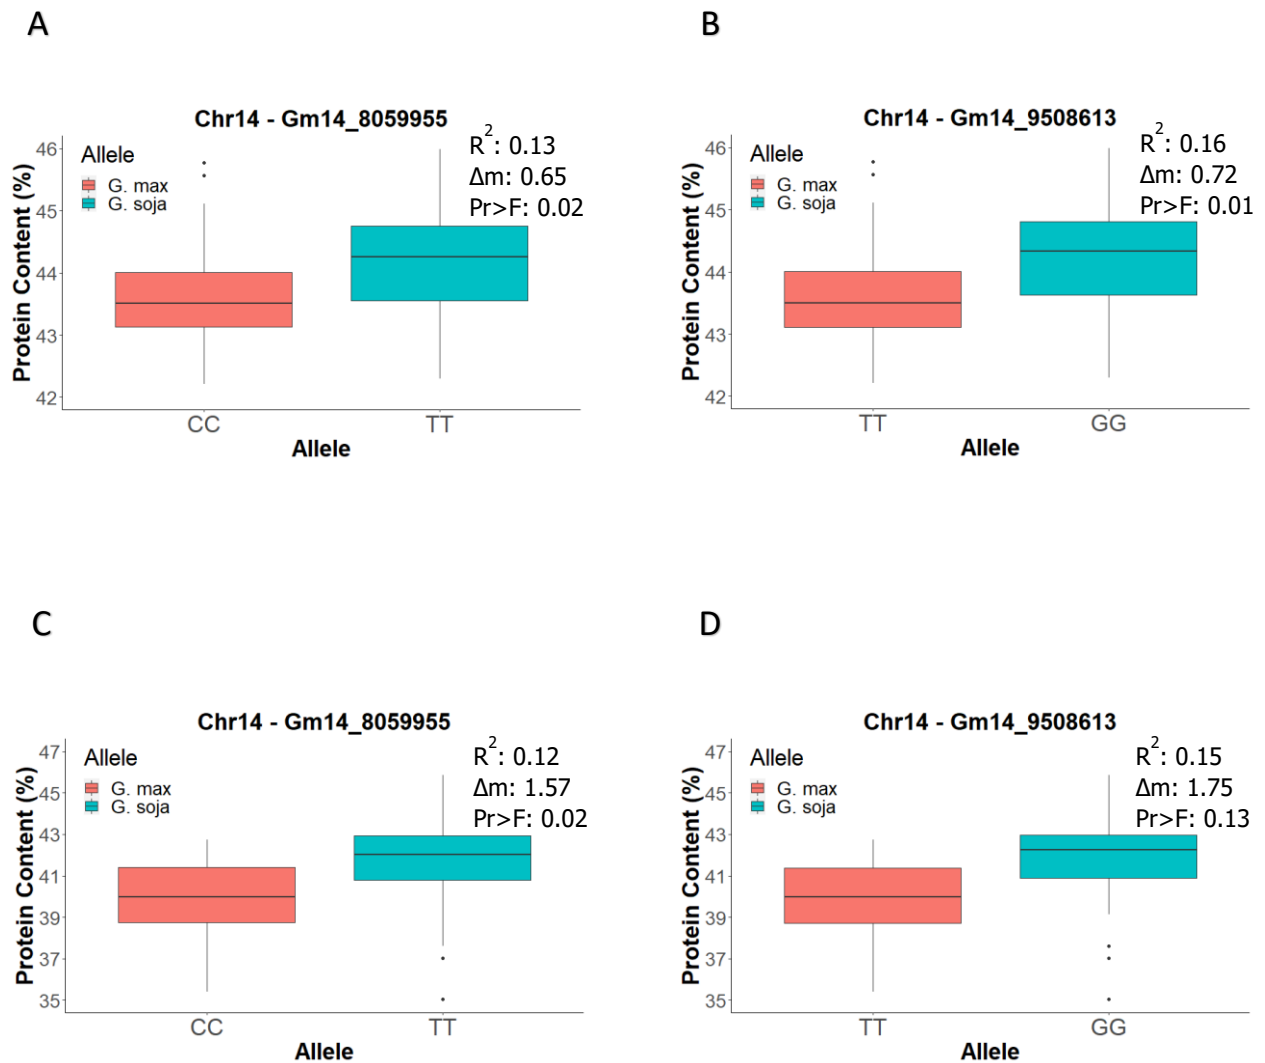 A
Chr14 - Gm14_8059955
R2: 0.13
Δm: 0.65
Pr>F: 0.02
Allele
G. max
G. soja
Protein Content (%)
46
45
44
43
42
CC TT
Allele
B
Chr14 - Gm14_9508613
R2: 0.16
Δm: 0.72
Pr>F: 0.01
Allele
G. max
G. soja
Protein Content (%)
46
45
44
43
42
TT GG
Allele
C
Chr14 - Gm14_8059955
R2: 0.12
Δm: 1.57
Pr>F: 0.02
Allele
G. max
G. soja
Protein Content (%)
47
45
43
41
39
37
35
CC TT
Allele
D
Chr14 - Gm14_9508613
R2: 0.15
Δm: 1.75
Pr>F: 0.13
Allele
G. max
G. soja
Protein Content (%)
47
45
43
41
39
37
35
TT GG
Allele